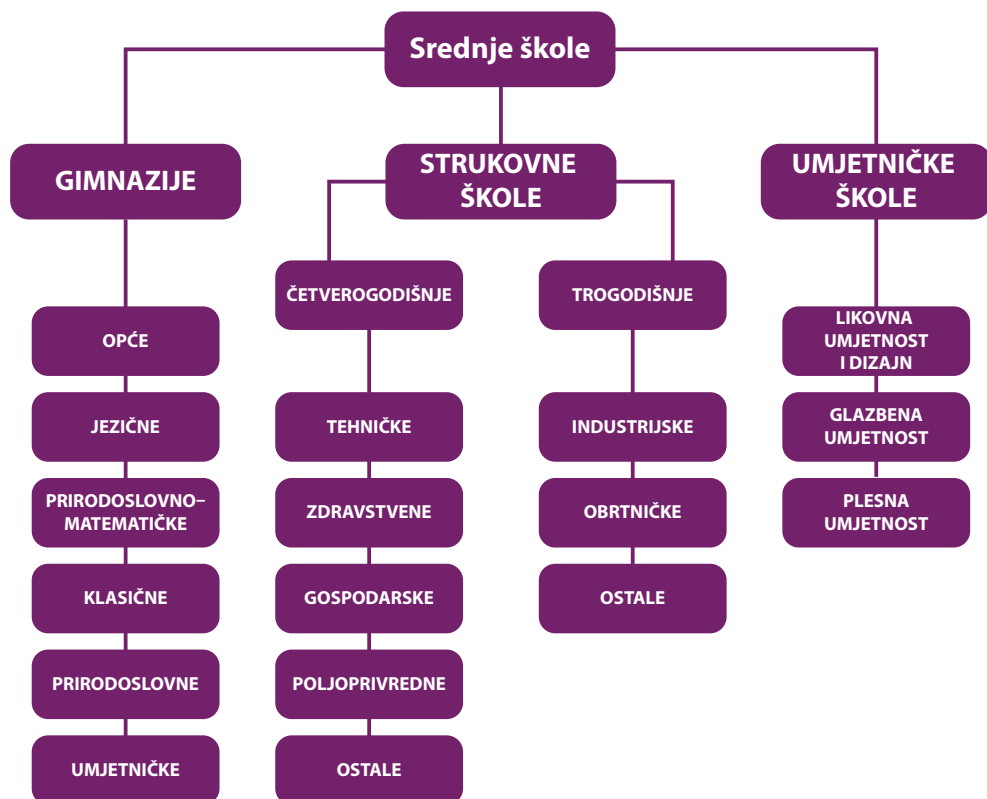 Srednje škole
GIMNAZIJE
OPĆE
JEZIČNE
PRIRODOSLOVNO–
MATEMATIČKE
KLASIČNE
PRIRODOSLOVNE
UMJETNIČKE
STRUKOVNE
ŠKOLE
ČETVEROGODIŠNJE
TEHNIČKE
ZDRAVSTVENE
GOSPODARSKE
POLJOPRIVREDNE
OSTALE
TROGODIŠNJE
INDUSTRIJSKE
OBRTNIČKE
OSTALE
UMJETNIČKE
ŠKOLE
LIKOVNA
UMJETNOST
I DIZAJN
GLAZBENA
UMJETNOST
PLESNA
UMJETNOST